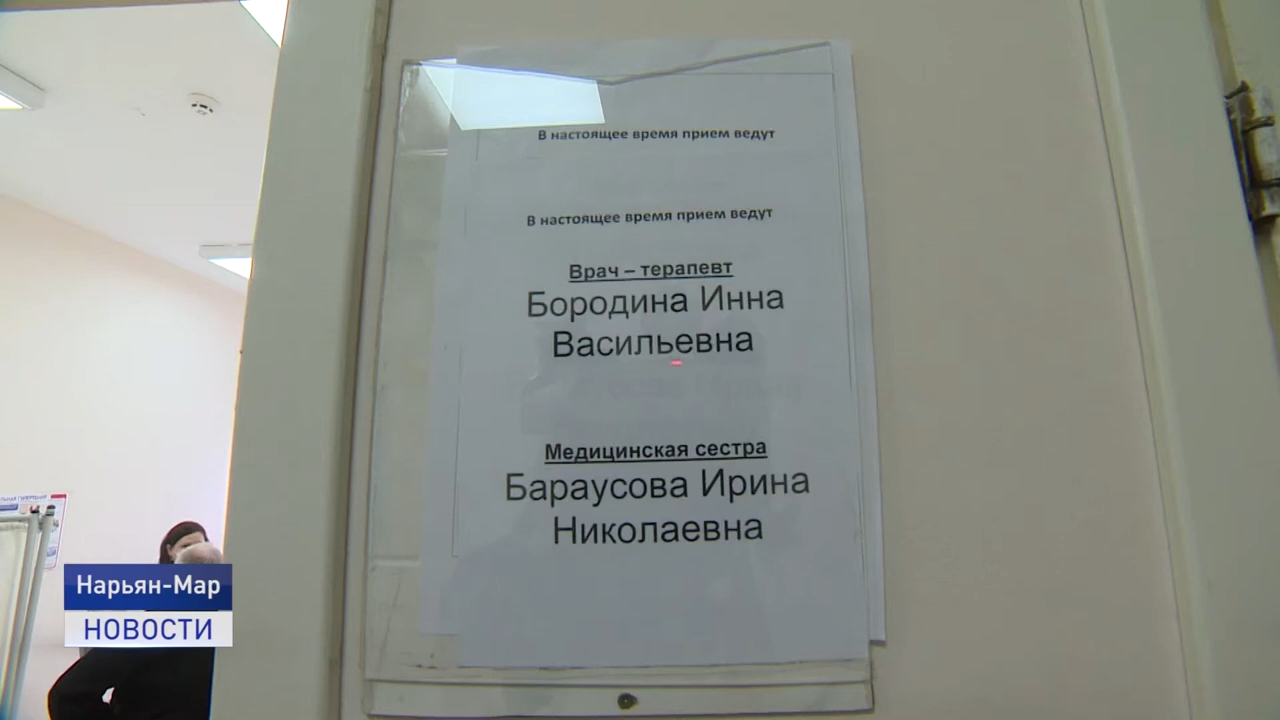 В настоящее время прием ведут
В настоящее время прием ведут
Врач – терапевт
Бородина Инна
Васильевна
Медицинская сестра
Бараусова Ирина
Николаевна
Нарьян-Мар
НОВОСТИ